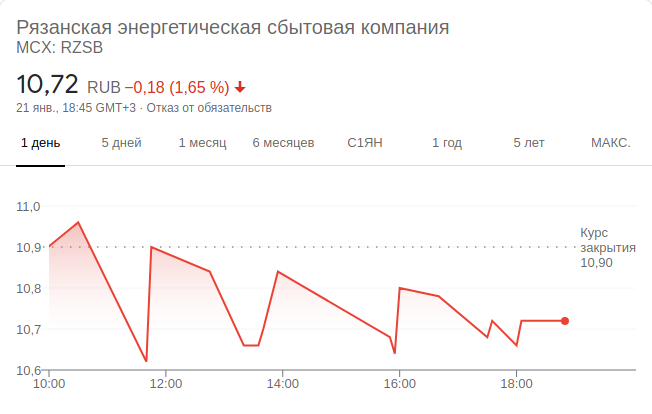 Рязанская энергетическая сбытовая компания
MCX: RZSB
10,72 RUB −0,18 (1,65 %) ↓
21 янв., 18:45 GMT+3 · Отказ от обязательств
1 день 5 дней 1 месяц 6 месяцев С1ЯН 1 год 5 лет МАКС.
11,0
Курс
10,9 закрытия
10,90
10,8
10,7
10,6
10:00 12:00 14:00 16:00 18:00